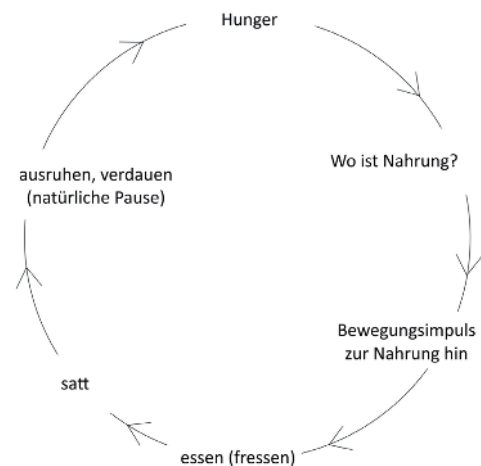 Hunger
Wo ist Nahrung?
Bewegungsimpuls
zur Nahrung hin
essen (fressen)
satt
ausruhen, verdauen
(natürliche Pause)